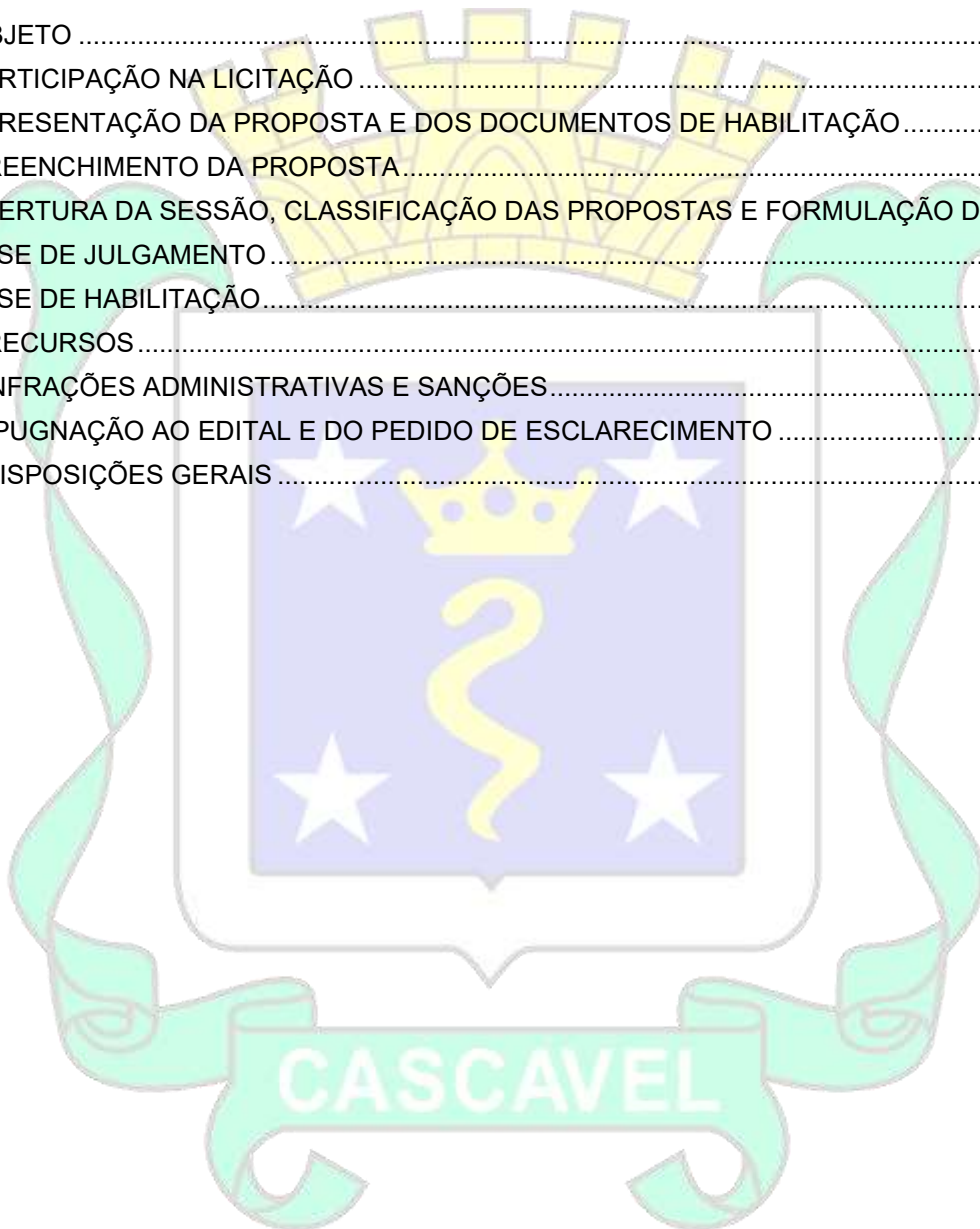 BJETO
RTICIPAÇÃO NA LICITAÇÃO
RESENTAÇÃO DA PROPOSTA E DOS DOCUMENTOS DE HABILITAÇÃO
REENCHIMENTO DA PROPOSTA
ERTURA DA SESSÃO, CLASSIFICAÇÃO DAS PROPOSTAS E FORMULAÇÃO D
SE DE JULGAMENTO
SE DE HABILITAÇÃO
RECURSOS
NFRAÇÕES ADMINISTRATIVAS E SANÇÕES
PUGNAÇÃO AO EDITAL E DO PEDIDO DE ESCLARECIMENTO
ISPOSIÇÕES GERAIS
CASCAVEL